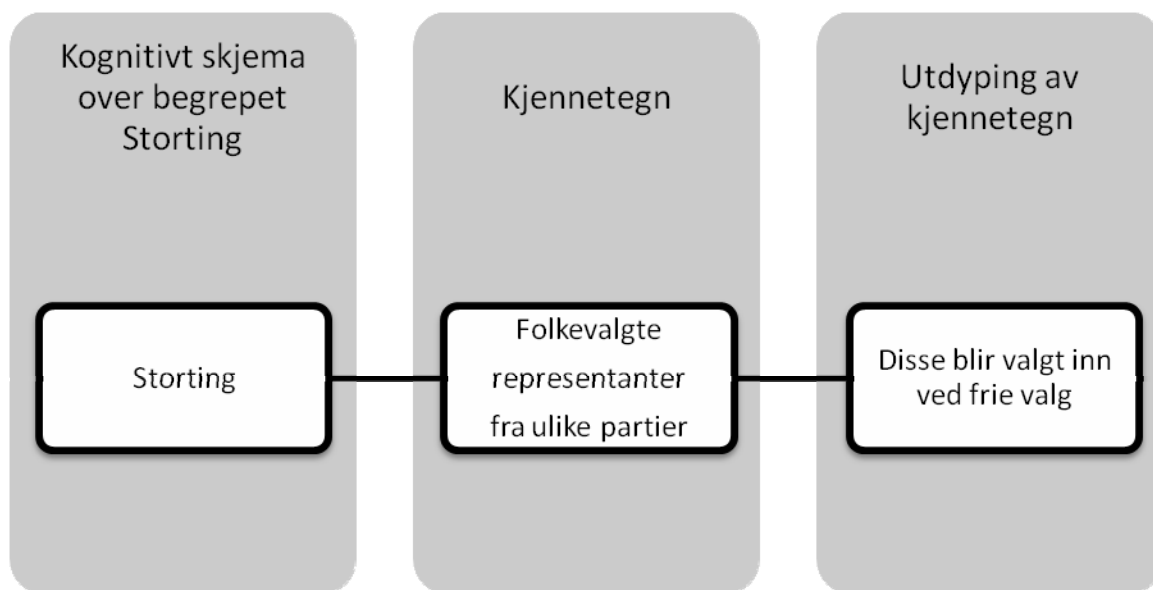 Kognitivt skjema
over begrepet
Storting
Kjennetegn
Utdyping av
kjennetegn
Storting
Folkevalgte
representanter
fra ulike partier
Disse blir valgt inn
ved frie valg